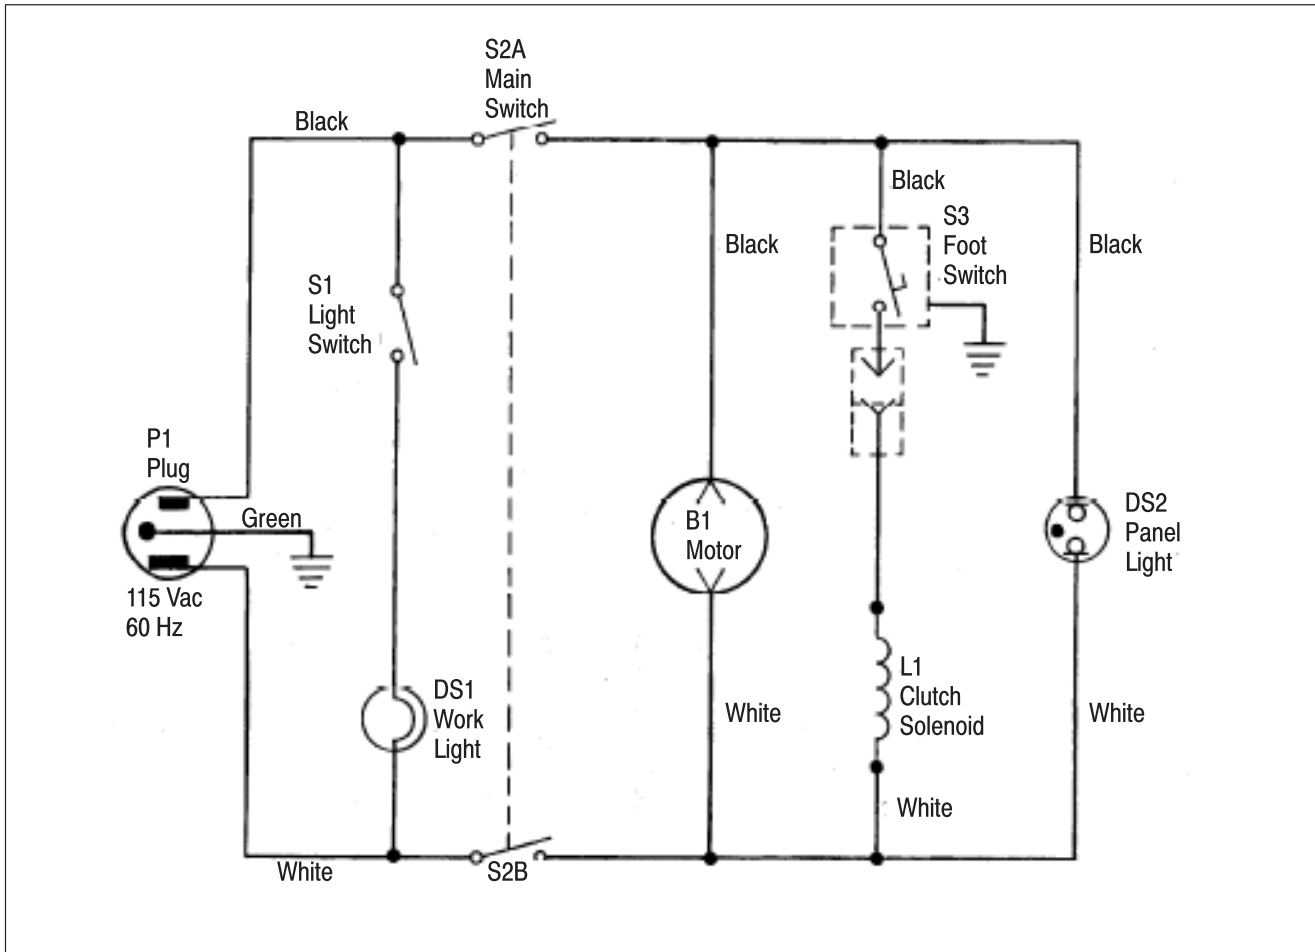 S2A
Main
Switch
Black
Black
S3
Foot
Switch
Black
Black
S1
Light
Switch
P1
Plug
Green
B1
Motor
DS2
Panel
Light
115 Vac
60 Hz
DS1
Work
Light
L1
Clutch
Solenoid
White
White
White
White
S2B